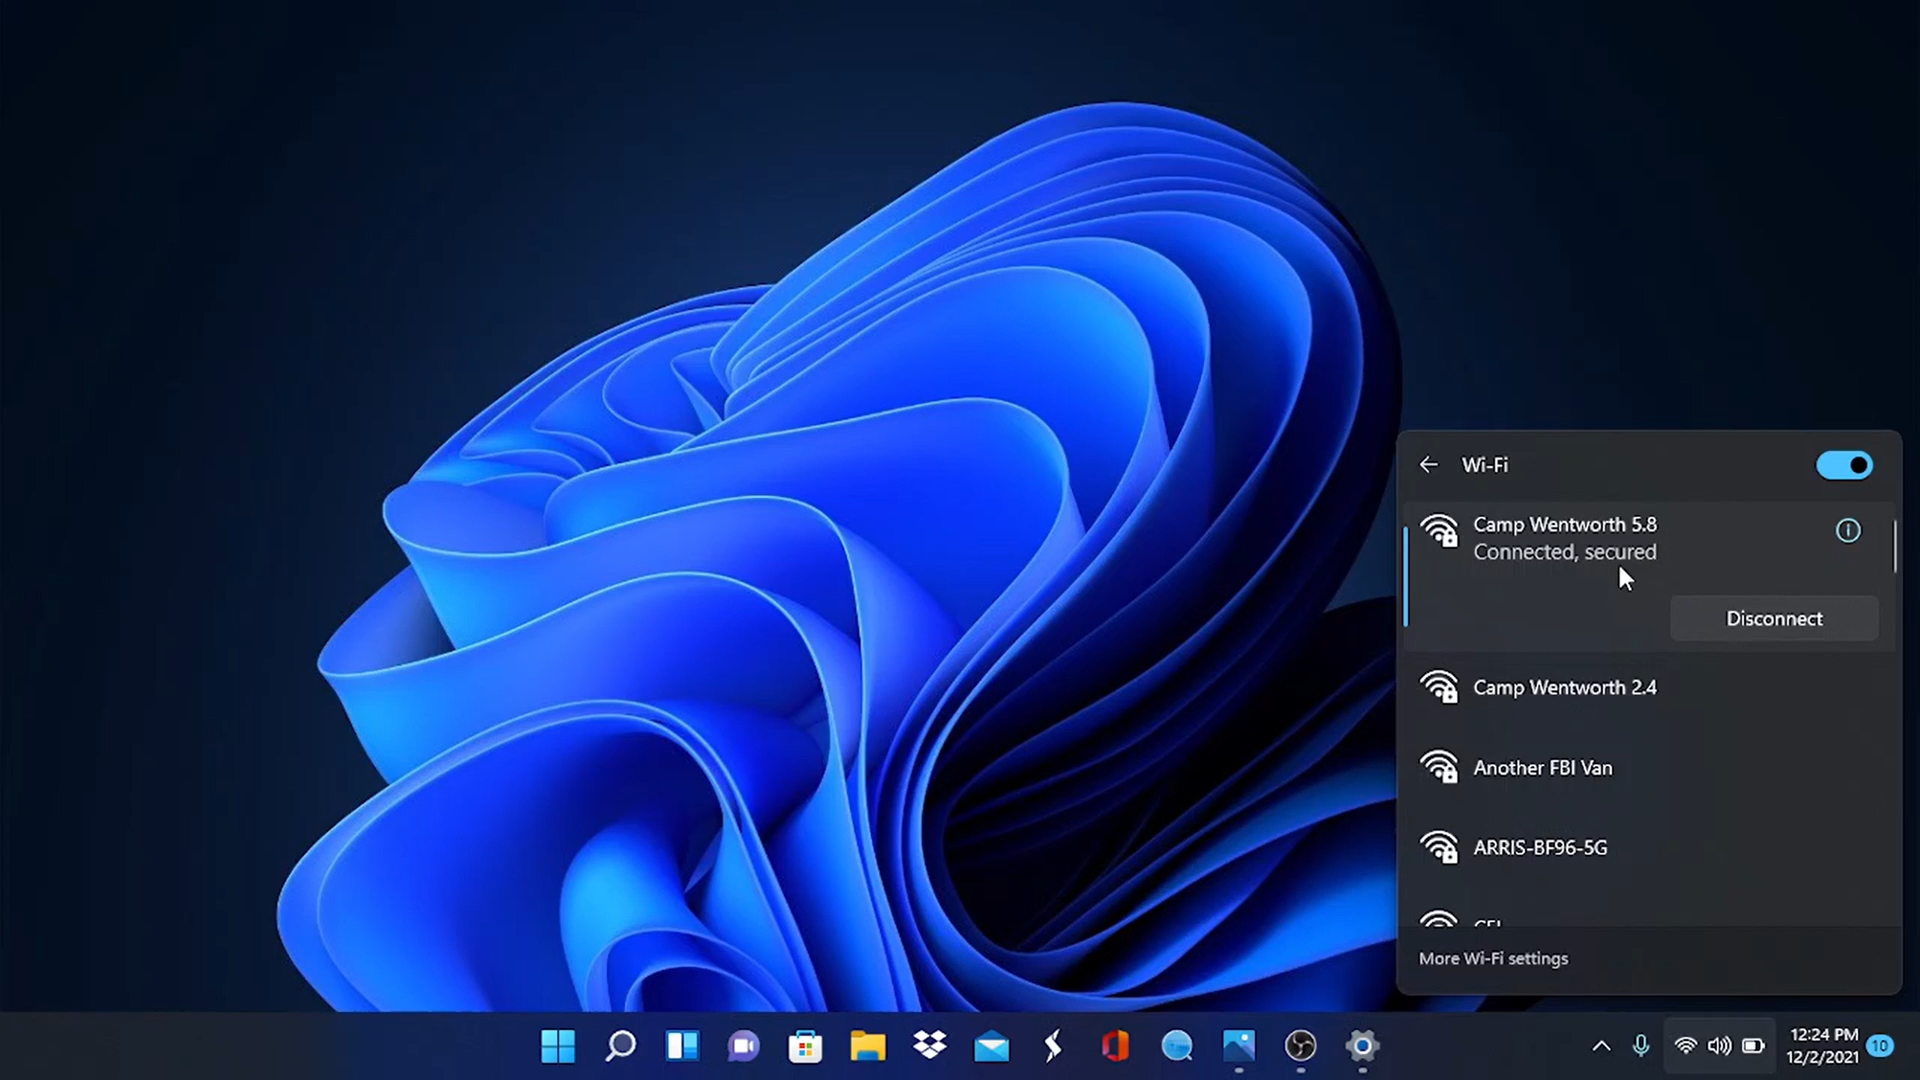 Wi-Fi
Camp Wentworth 5.8
Connected, secured
Disconnect
Camp Wentworth 2.4
Another FBI Van
ARRIS-BF96-5G
More Wi-Fi settings
12:24 PM
12/2/2021
10